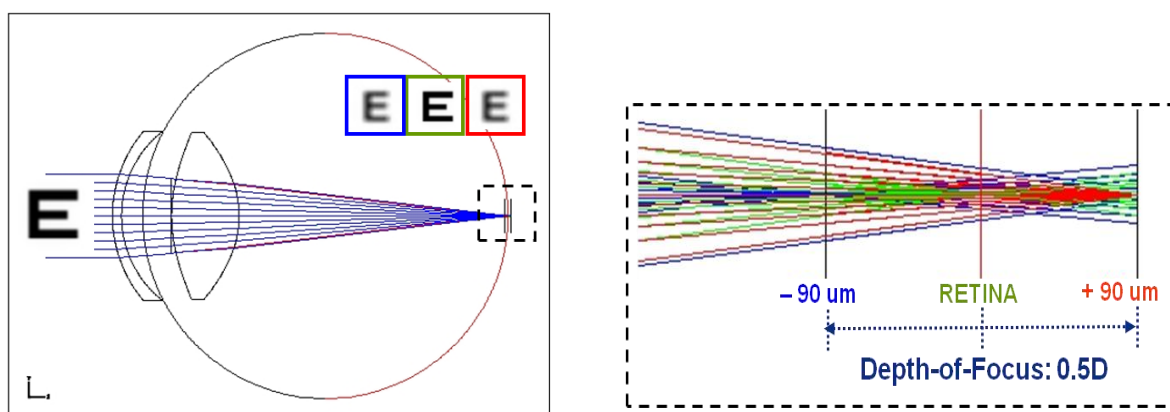 E E E
E
– 90 um RETINA + 90 um
Depth-of-Focus: 0.5D